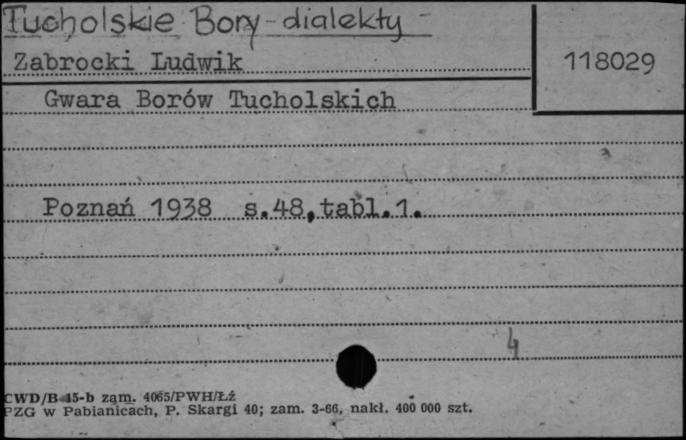 Tucholskie Bory - dialekty -
Zabrocki Ludwik
118029
Gwara Borów Tucholskich
Poznań 1938 s.48,tabl.1.
4
CWD/B-45-b zam. 4065/PWH/Łź
PZG w Pabianicach, P. Skargi 40; zam. 3-66, nakł. 400 000 szt.